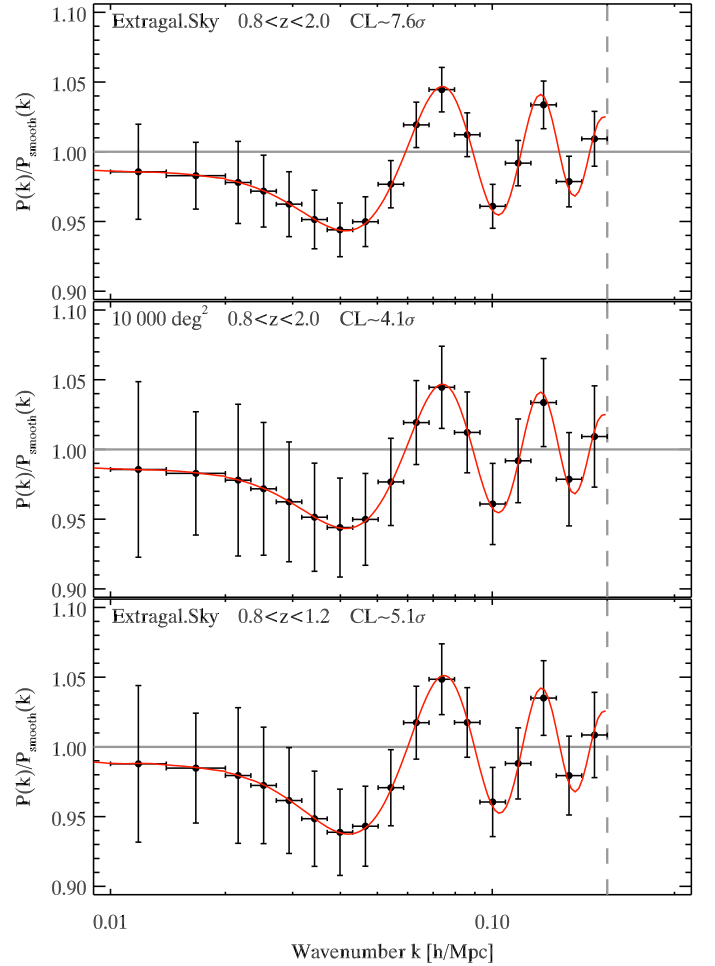 Extragal.Sky 0.8<z<2.0 CL~7.6σ
1.10
1.05
1.00
0.95
0.90
P(k)/P_smooth(k)
10 000 deg² 0.8<z<2.0 CL~4.1σ
1.10
1.05
1.00
0.95
0.90
P(k)/P_smooth(k)
Extragal.Sky 0.8<z<1.2 CL~5.1σ
1.10
1.05
1.00
0.95
0.90
P(k)/P_smooth(k)
0.01 0.10
Wavenumber k [h/Mpc]